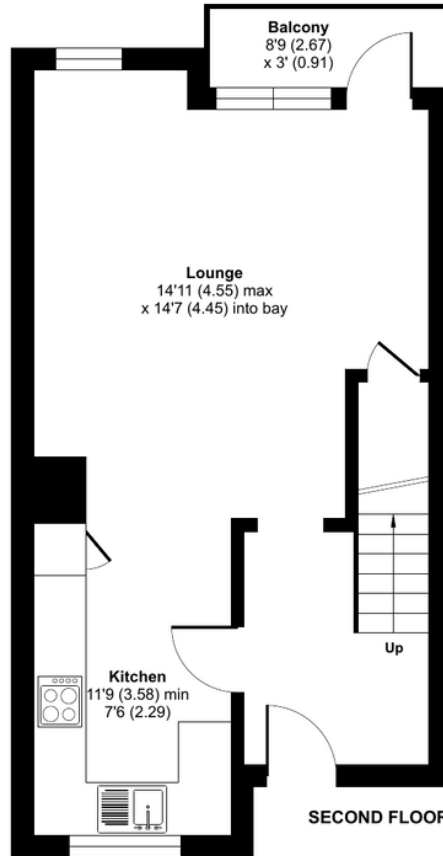 Balcony
8'9 (2.67)
x 3' (0.91)
Lounge
14'11 (4.55) max
x 14'7 (4.45) into bay
Up
Kitchen
11'9 (3.58) min
7'6 (2.29)
SECOND FLOOR